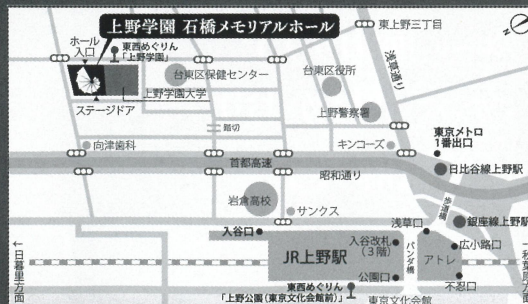 上野学園 石橋メモリアルホール
東上野三丁目
N
ホール
入口
東西めぐりん
「上野学園」
台東区保健センター
台東区役所
浅草通り
上野学園大学
ステージドア
上野警察署
踏切
東京メトロ
1番出口
向津歯科
キンコーズ
首都高速
日比谷線上野駅
昭和通り
岩倉高校
歩道橋
サンクス
浅草口
銀座線上野駅
入谷口
入谷改札
(3階)
広小路口
←日暮里方面
JR上野駅
パンダ橋
アトレ
公園口
不忍口
東西めぐりん
「上野公園(東京文化会館前)」
東京文化会館